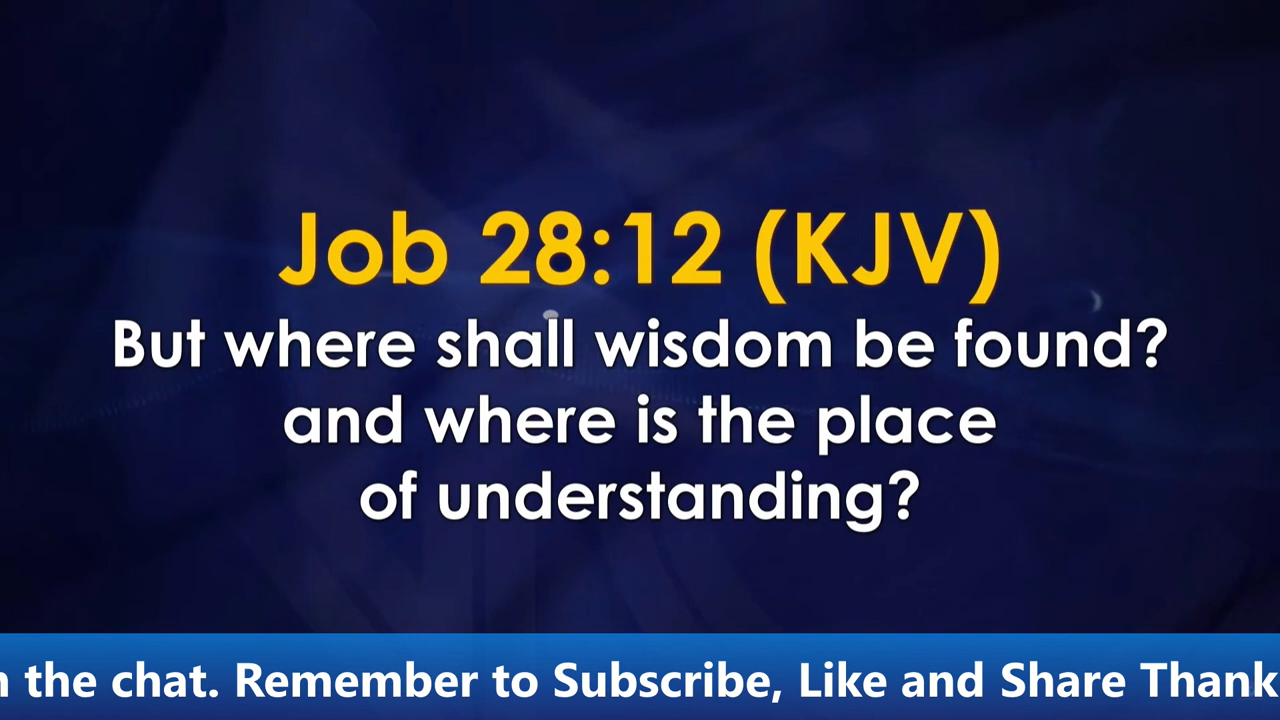 Job 28:12 (KJV)
But where shall wisdom be found?
and where is the place
of understanding?
the chat. Remember to Subscribe, Like and Share Thank